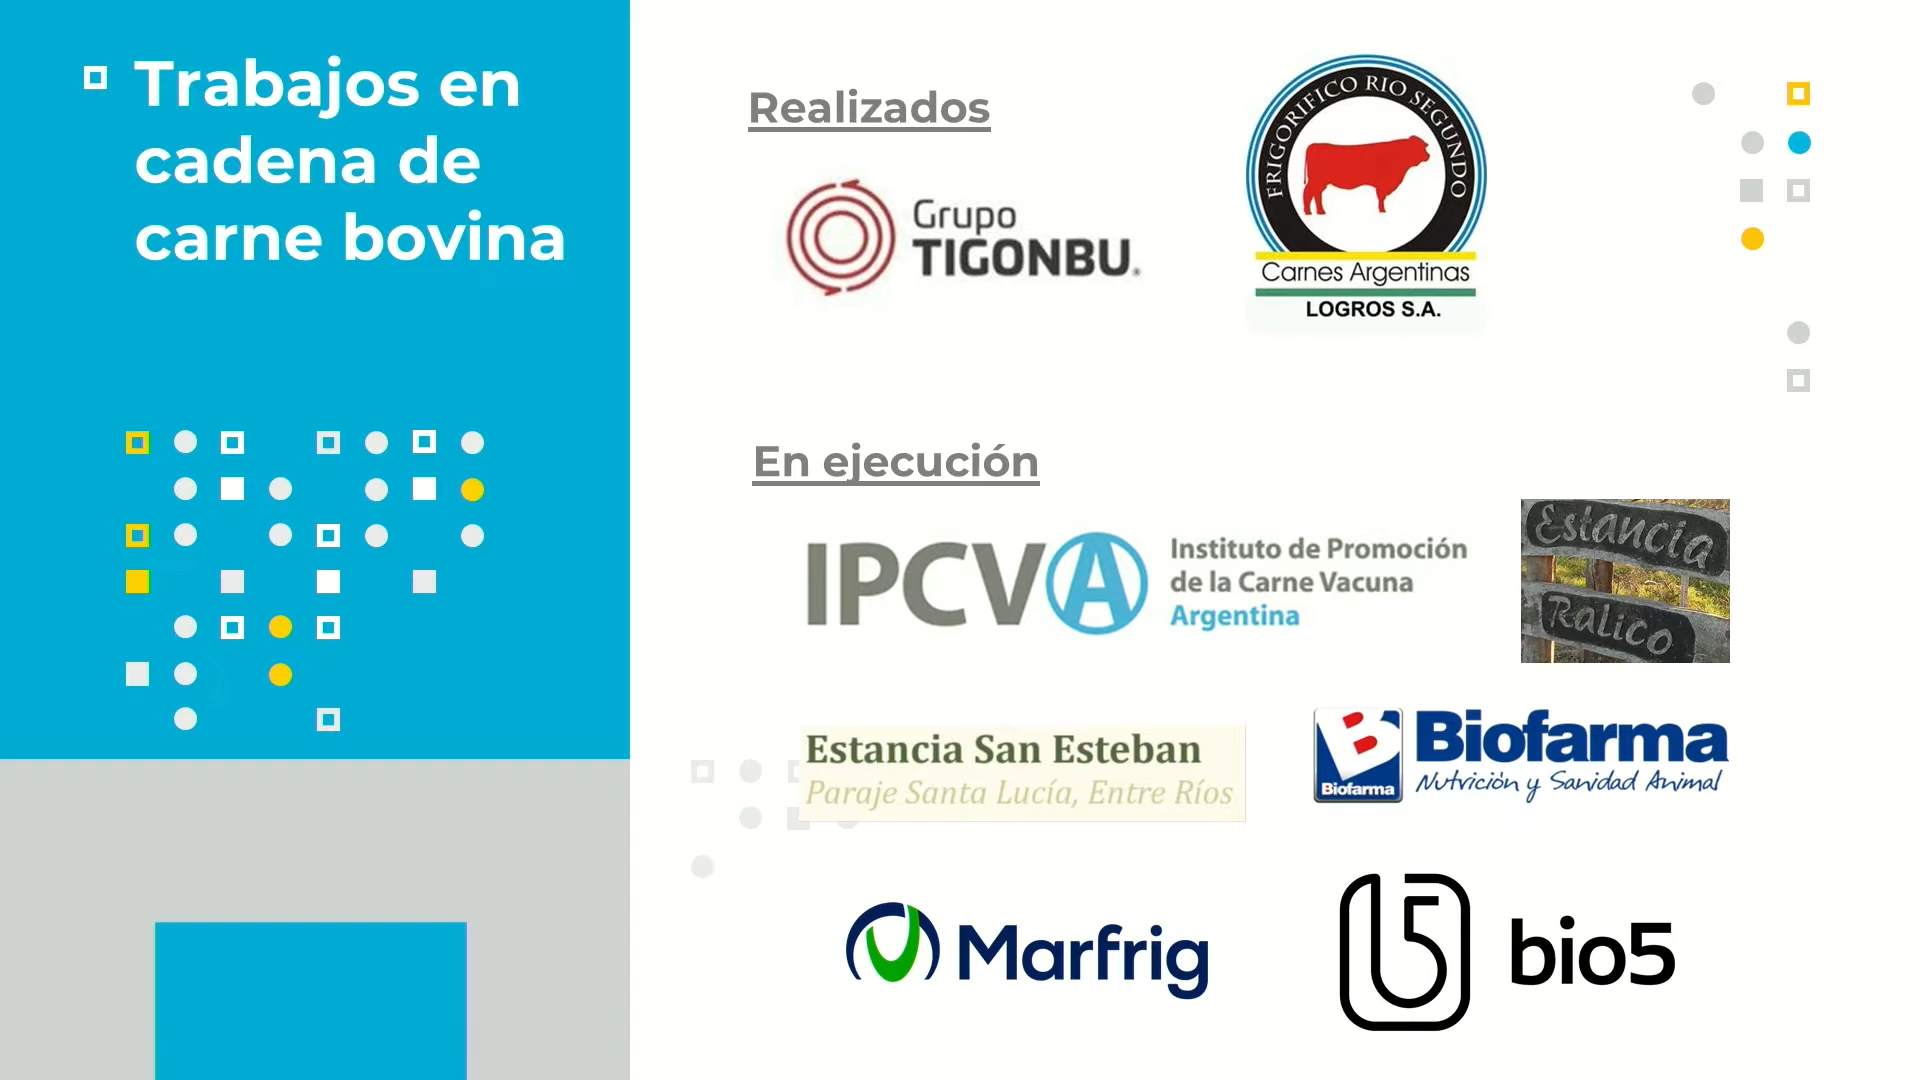 Trabajos en
cadena de
carne bovina
Realizados
Grupo
TIGONBU
FRIGORIFICO RIO SEGUNDO
Carnes Argentinas
LOGROS S.A.
En ejecución
IPCVA
Instituto de Promoción
de la Carne Vacuna
Argentina
Estancia
Ralico
Estancia San Esteban
Paraje Santa Lucía, Entre Ríos
Biofarma
Biofarma
Nutrición y Sanidad Animal
Marfrig
bio5